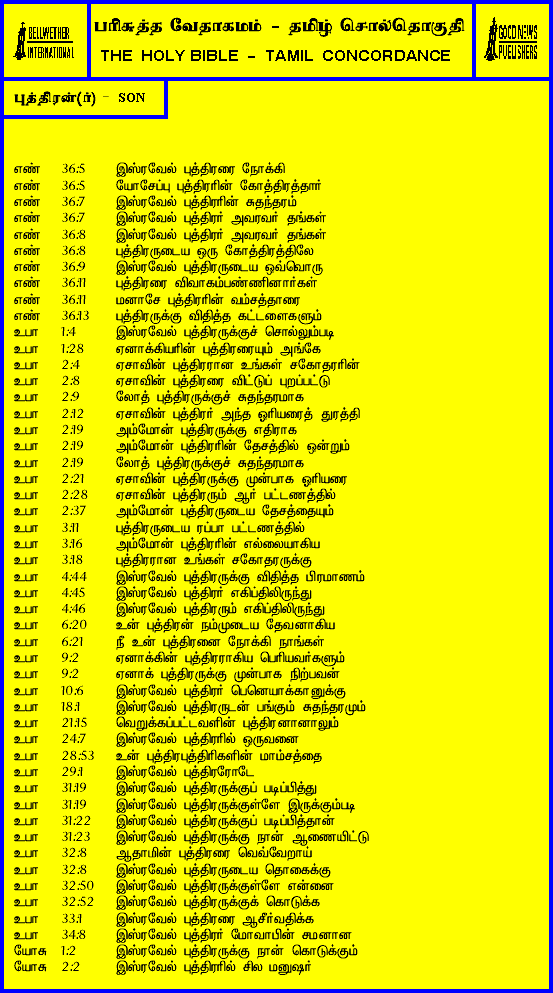 BELLWETHER
INTERNATIONAL
பரிசுத்த வேதாகமம் - தமிழ் சொல்தொகுதி
THE HOLY BIBLE - TAMIL CONCORDANCE
GOOD NEWS
PUBLISHERS
புத்திரன்(ர்) - SON
எண் 36:5 இஸ்ரவேல் புத்திரரை நோக்கி
எண் 36:5 யோசேப்பு புத்திரரின் கோத்திரத்தார்
எண் 36:7 இஸ்ரவேல் புத்திரரின் சுதந்தரம்
எண் 36:7 இஸ்ரவேல் புத்திரர் அவரவர் தங்கள்
எண் 36:8 இஸ்ரவேல் புத்திரர் அவரவர் தங்கள்
எண் 36:8 புத்திரருடைய ஒரு கோத்திரத்திலே
எண் 36:9 இஸ்ரவேல் புத்திரருடைய ஒவ்வொரு
எண் 36:11 புத்திரரை விவாகம்பண்ணினார்கள்
எண் 36:11 மனாசே புத்திரரின் வம்சத்தாரை
எண் 36:13 புத்திரருக்கு விதித்த கட்டளைகளும்
உபா 1:4 இஸ்ரவேல் புத்திரருக்குச் சொல்லும்படி
உபா 1:28 ஏனாக்கியரின் புத்திரரையும் அங்கே
உபா 2:4 ஏசாவின் புத்திரரான உங்கள் சகோதரரின்
உபா 2:8 ஏசாவின் புத்திரரை விட்டுப் புறப்பட்டு
உபா 2:9 லோத் புத்திரருக்குச் சுதந்தரமாக
உபா 2:12 ஏசாவின் புத்திரர் அந்த ஓரியரைத் துரத்தி
உபா 2:19 அம்மோன் புத்திரருக்கு எதிராக
உபா 2:19 அம்மோன் புத்திரரின் தேசத்தில் ஒன்றும்
உபா 2:19 லோத் புத்திரருக்குச் சுதந்தரமாக
உபா 2:21 ஏசாவின் புத்திரருக்கு முன்பாக ஓரியரை
உபா 2:28 ஏசாவின் புத்திரரும் ஆர் பட்டணத்தில்
உபா 2:37 அம்மோன் புத்திரருடைய தேசத்தையும்
உபா 3:11 புத்திரருடைய ரப்பா பட்டணத்தில்
உபா 3:16 அம்மோன் புத்திரரின் எல்லையாகிய
உபா 3:18 புத்திரரான உங்கள் சகோதரருக்கு
உபா 4:44 இஸ்ரவேல் புத்திரருக்கு விதித்த பிரமாணம்
உபா 4:45 இஸ்ரவேல் புத்திரர் எகிப்திலிருந்து
உபா 4:46 இஸ்ரவேல் புத்திரரும் எகிப்திலிருந்து
உபா 6:20 உன் புத்திரன் நம்முடைய தேவனாகிய
உபா 6:21 நீ உன் புத்திரனை நோக்கி நாங்கள்
உபா 9:2 ஏனாக்கின் புத்திரராகிய பெரியவர்களும்
உபா 9:2 ஏனாக் புத்திரருக்கு முன்பாக நிற்பவன்
உபா 10:6 இஸ்ரவேல் புத்திரர் பெனெயாக்கானுக்கு
உபா 18:1 இஸ்ரவேல் புத்திரருடன் பங்கும் சுதந்தரமும்
உபா 21:15 வெறுக்கப்பட்டவளின் புத்திரனானாலும்
உபா 24:7 இஸ்ரவேல் புத்திரரில் ஒருவனை
உபா 28:53 உன் புத்திரபுத்திரிகளின் மாம்சத்தை
உபா 29:1 இஸ்ரவேல் புத்திரரோடே
உபா 31:19 இஸ்ரவேல் புத்திரருக்குப் படிப்பித்து
உபா 31:19 இஸ்ரவேல் புத்திரருக்குள்ளே இருக்கும்படி
உபா 31:22 இஸ்ரவேல் புத்திரருக்குப் படிப்பித்தான்
உபா 31:23 இஸ்ரவேல் புத்திரருக்கு நான் ஆணையிட்டு
உபா 32:8 ஆதாமின் புத்திரரை வெவ்வேறாய்
உபா 32:8 இஸ்ரவேல் புத்திரருடைய தொகைக்கு
உபா 32:50 இஸ்ரவேல் புத்திரருக்குள்ளே என்னை
உபா 32:52 இஸ்ரவேல் புத்திரருக்குக் கொடுக்க
உபா 33:1 இஸ்ரவேல் புத்திரரை ஆசீர்வதிக்க
உபா 34:8 இஸ்ரவேல் புத்திரர் மோவாபின் சமனான
யோசு 1:2 இஸ்ரவேல் புத்திரருக்கு நான் கொடுக்கும்
யோசு 2:2 இஸ்ரவேல் புத்திரரில் சில மனுஷர்